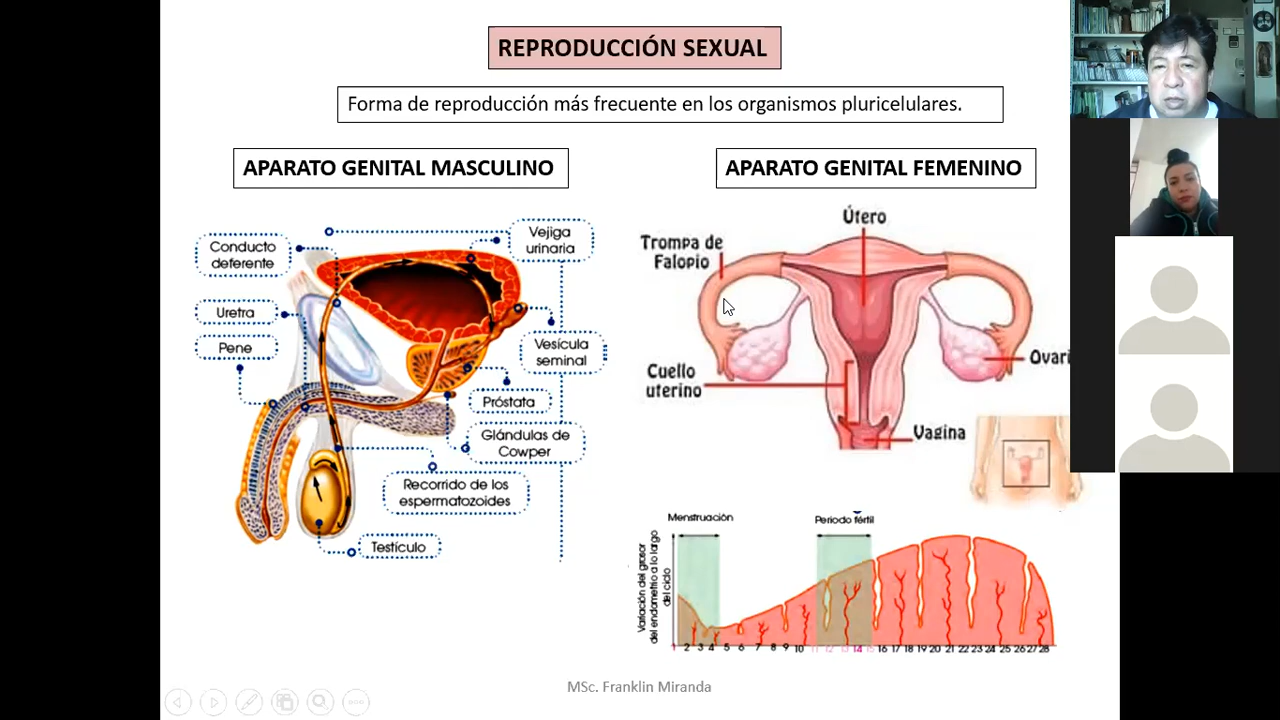 REPRODUCCIÓN SEXUAL
Forma de reproducción más frecuente en los organismos pluricelulares.
APARATO GENITAL MASCULINO
APARATO GENITAL FEMENINO
Conducto
deferente
Vejiga
urinaria
Uretra
Pene
Vesícula
seminal
Próstata
Glándulas de
Cowper
Recorrido de los
espermatozoides
Testículo
Útero
Trompa de
Falopio
Cuello
uterino
Ovari
Vagina
Menstruación
Periodo fértil
Variación del grosor
del endometrio a lo largo
del ciclo
1 2 3 4 5 6 7 8 9 10 11 12 13 14 15 16 17 18 19 20 21 22 23 24 25 26 27 28
MSc. Franklin Miranda